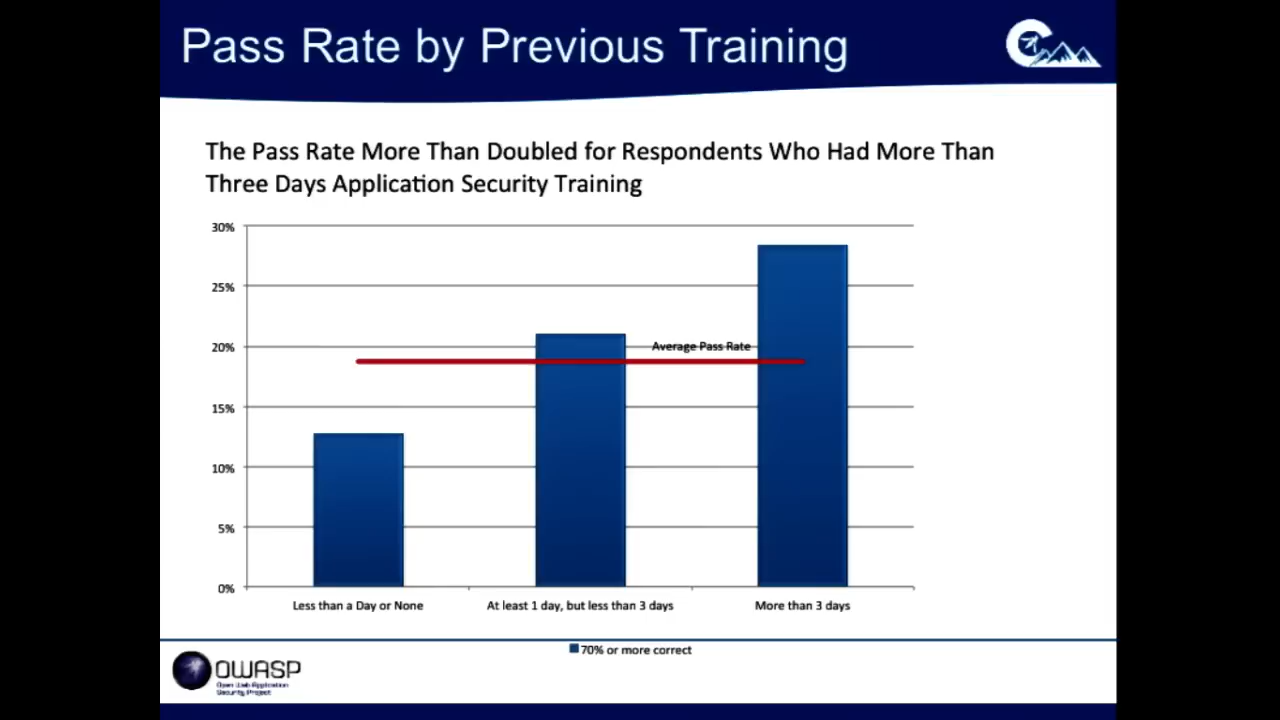 Pass Rate by Previous Training
The Pass Rate More Than Doubled for Respondents Who Had More Than
Three Days Application Security Training
30%
25%
20%
15%
10%
5%
0%
Average Pass Rate
Less than a Day or None
At least 1 day, but less than 3 days
More than 3 days
70% or more correct
OWASP
Open Web Application
Security Project